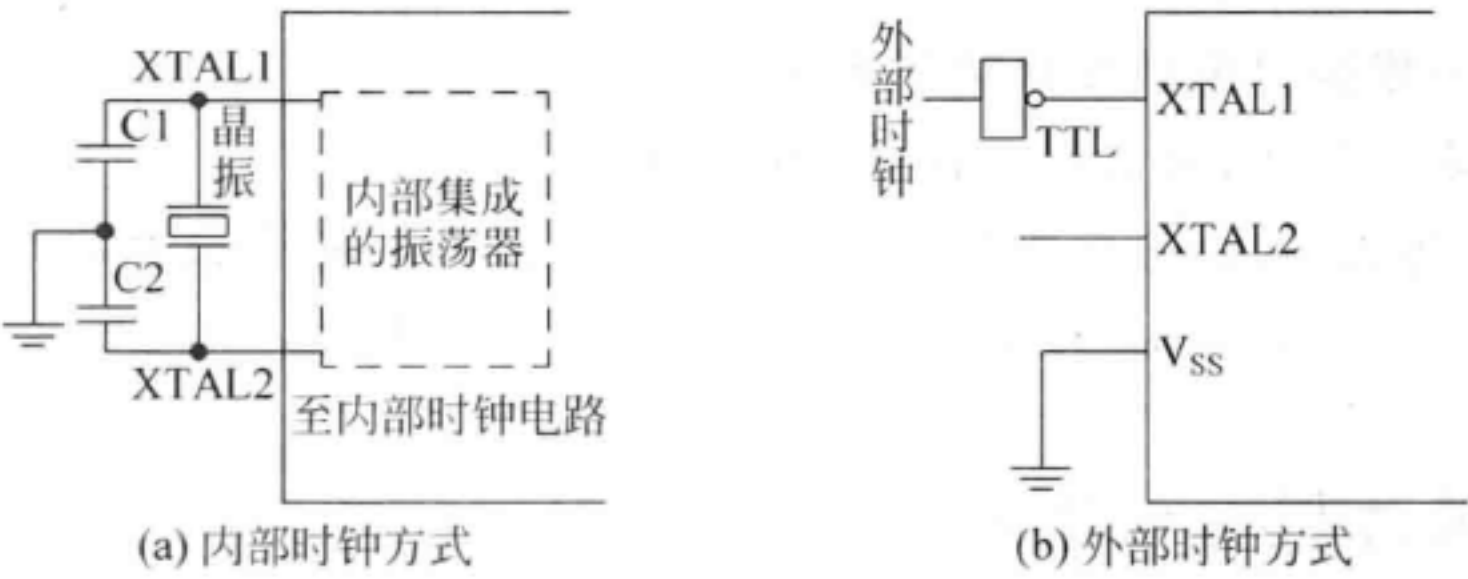 XTAL1
C1
晶振
内部集成
的振荡器
C2
XTAL2
至内部时钟电路
(a) 内部时钟方式
外部时钟
TTL
XTAL1
XTAL2
VSS
(b) 外部时钟方式